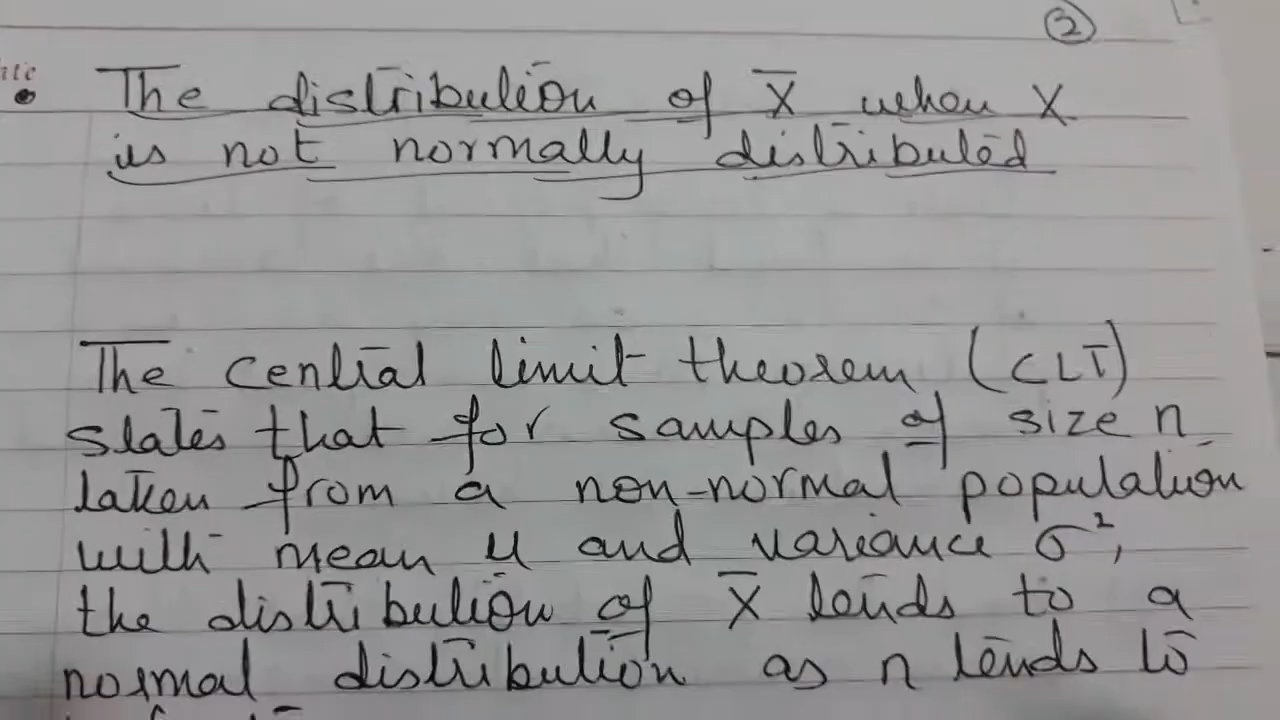 ②
The distribution of X̅ when X
is not normally distributed
The central limit theorem (CLT)
states that for samples of size n
taken from a non-normal population
with mean μ and variance σ²,
the distribution of X̅ tends to a
normal distribution as n tends to